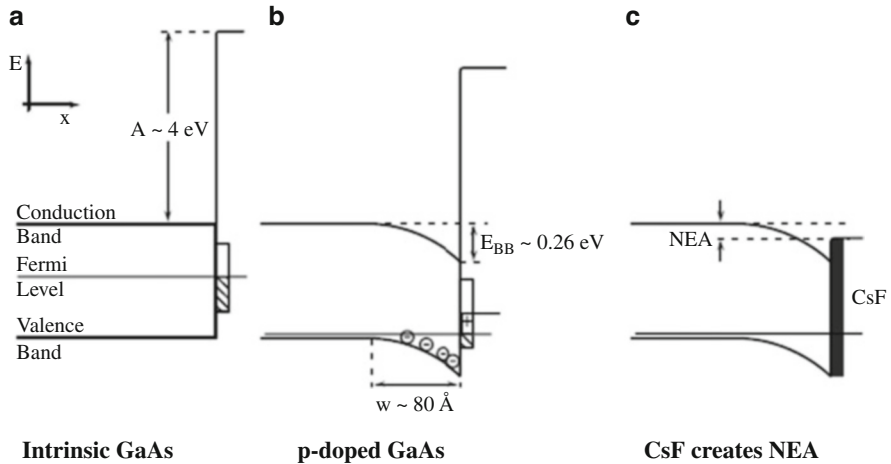 a
b
c
E
x
A ~ 4 eV
Conduction
Band
Fermi
Level
Valence
Band
E_BB ~ 0.26 eV
+
w ~ 80 Å
NEA
CsF
Intrinsic GaAs
p-doped GaAs
CsF creates NEA